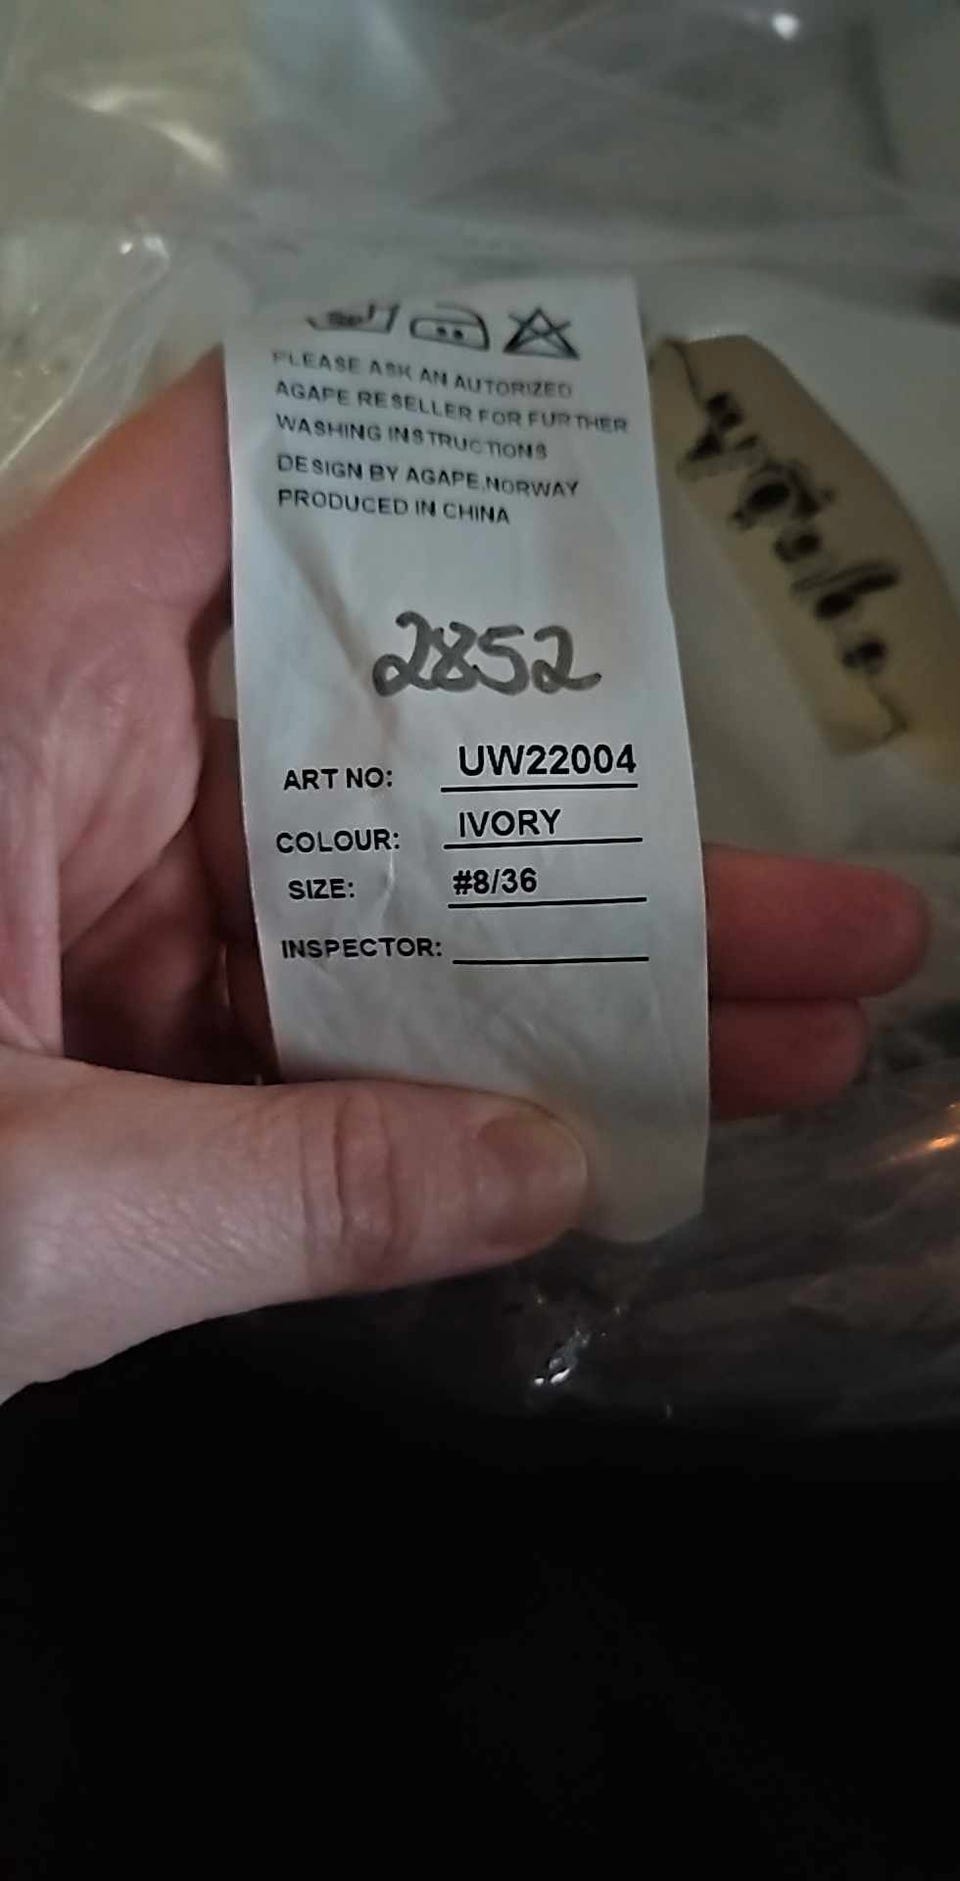 PLEASE ASK AN AUTORIZED
AGAPE RESELLER FOR FURTHER
WASHING INSTRUCTIONS
DESIGN BY AGAPE.NORWAY
PRODUCED IN CHINA
2852
ART NO: UW22004
COLOUR: IVORY
SIZE: #8/36
INSPECTOR: